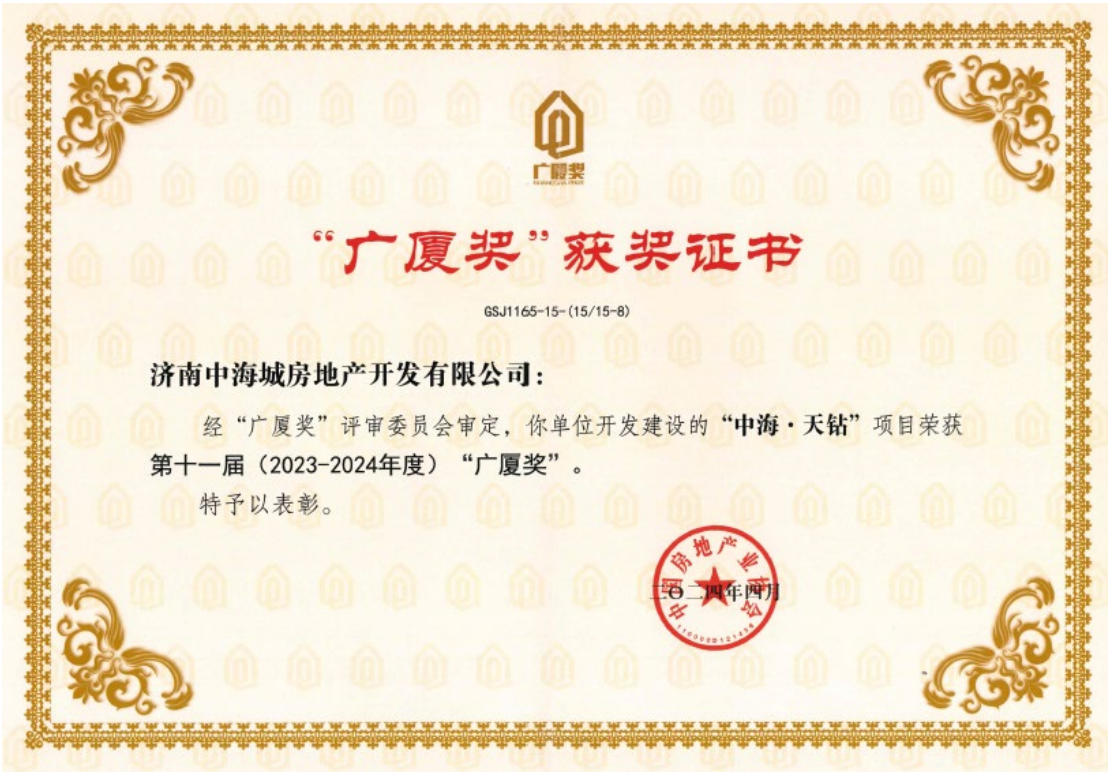 广厦奖
“广厦奖”获奖证书
GSJ1165-15-(15/15-8)
济南中海城房地产开发有限公司：
经“广厦奖”评审委员会审定，你单位开发建设的“中海·天钻”项目荣获
第十一届（2023-2024年度）“广厦奖”。
特予以表彰。
中国房地产业协会
二〇二四年四月